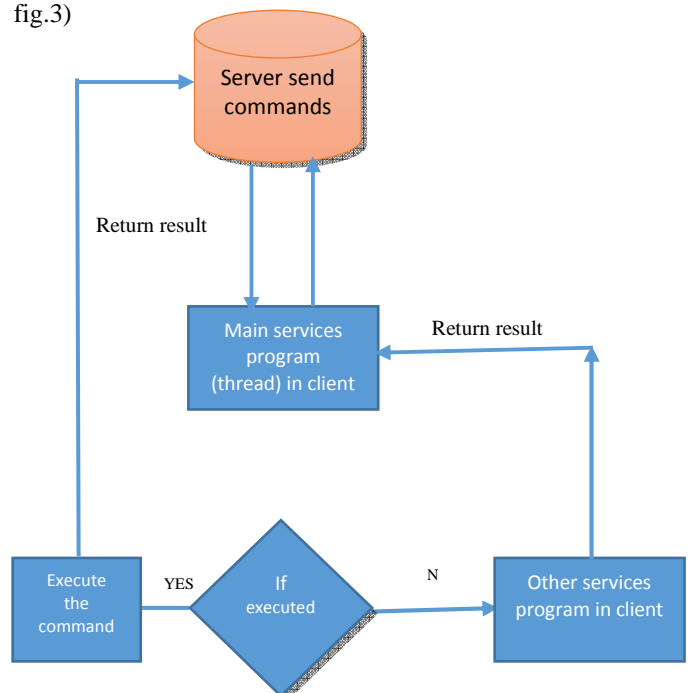 fig.3)
Server send
commands
Return result
Main services
program
(thread) in client
Return result
Execute
the
command
YES
If
executed
N
Other services
program in client